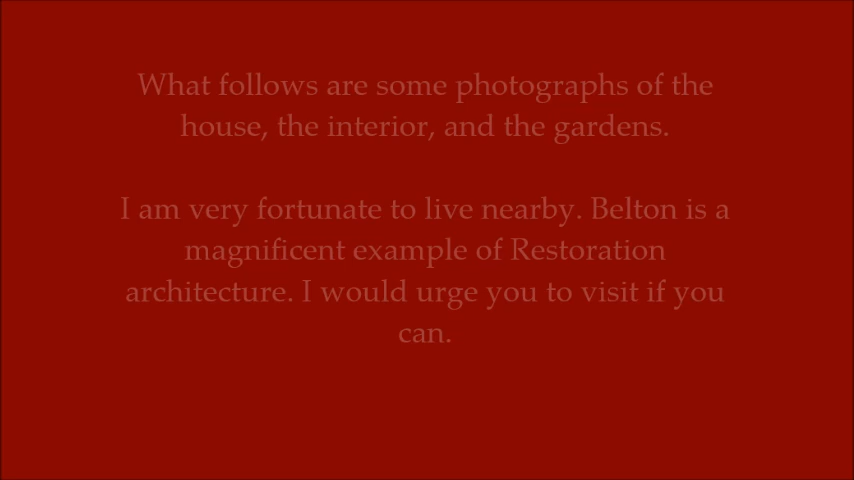 What follows are some photographs of the
house, the interior, and the gardens.
I am very fortunate to live nearby. Belton is a
magnificent example of Restoration
architecture. I would urge you to visit if you
can.